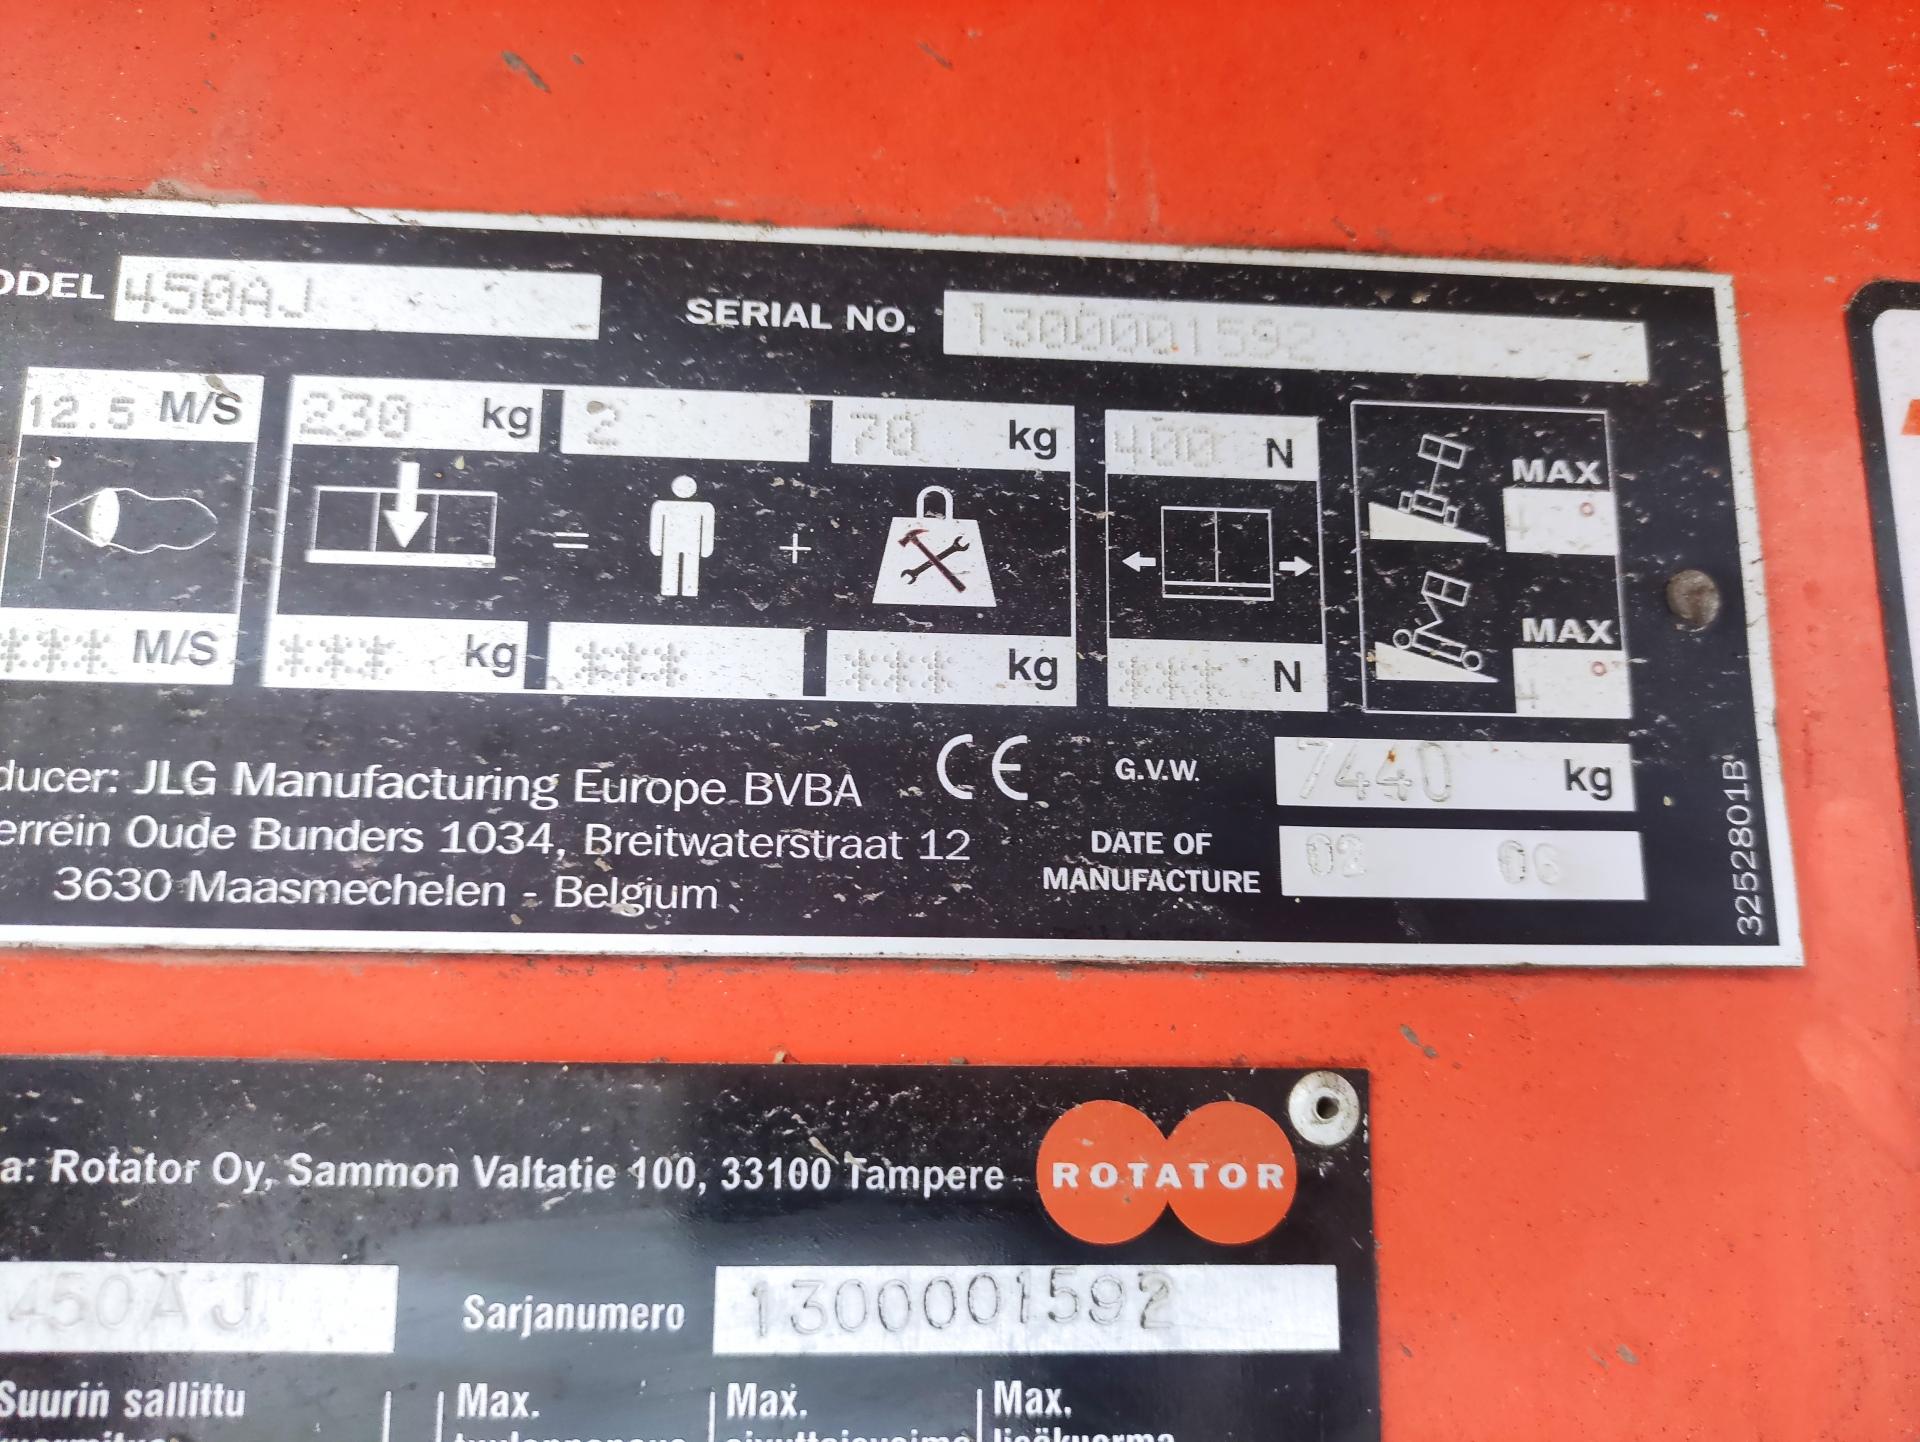 ODEL 450AJ SERIAL NO. 1300001592
12.5 M/S 230 kg 2 70 kg 400 N
MAX
4 °
= +
*** M/S *** kg *** *** kg *** N
MAX
4 °
ducer: JLG Manufacturing Europe BVBA CE G.V.W. 7440 kg
errein Oude Bunders 1034, Breitwaterstraat 12
DATE OF MANUFACTURE 02 06
3630 Maasmechelen - Belgium
3252801B
a: Rotator Oy, Sammon Valtatie 100, 33100 Tampere ROTATOR
450AJ Sarjanumero 1300001592
Suurin sallittu Max. Max. Max.